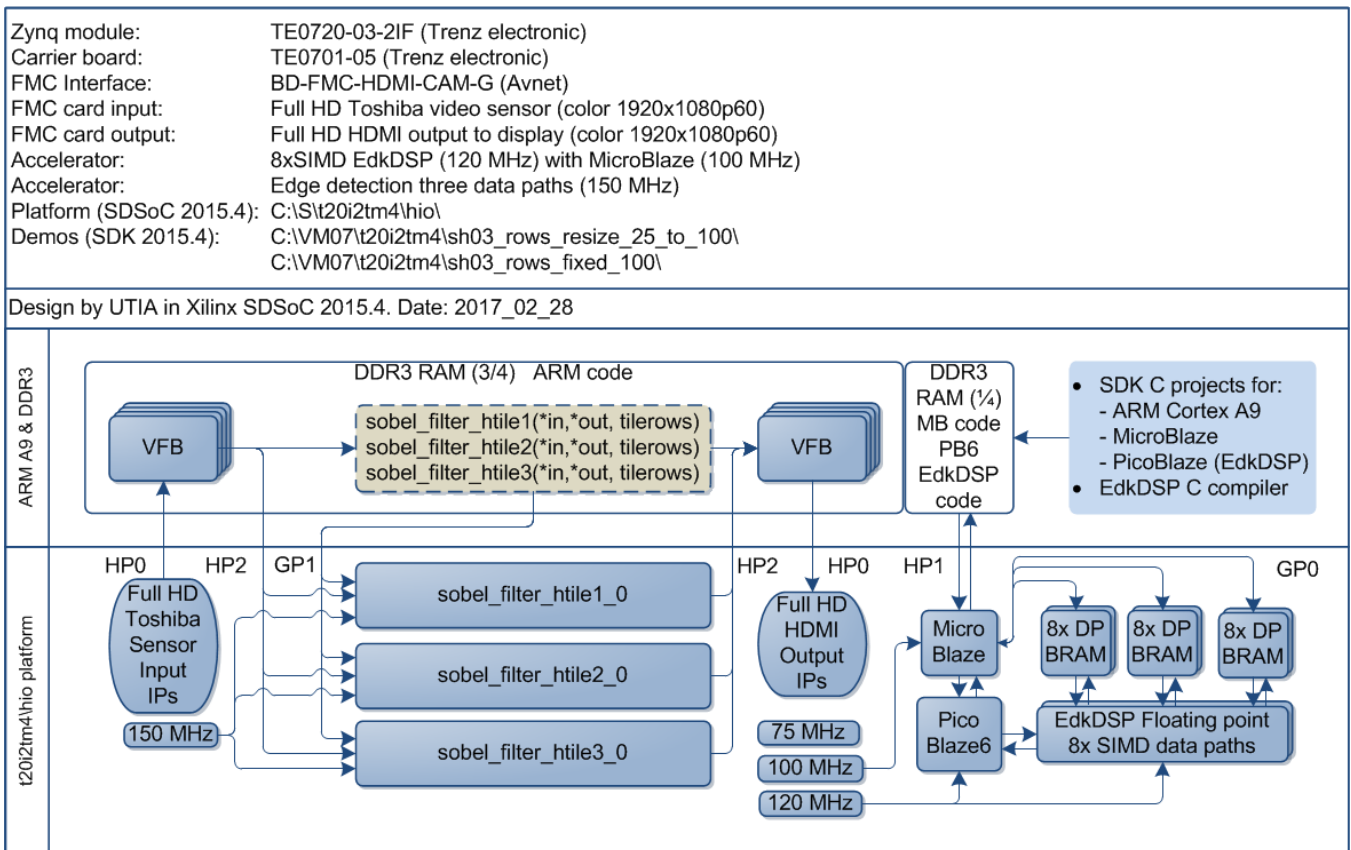 Zynq module: TE0720-03-2IF (Trenz electronic)
Carrier board: TE0701-05 (Trenz electronic)
FMC Interface: BD-FMC-HDMI-CAM-G (Avnet)
FMC card input: Full HD Toshiba video sensor (color 1920x1080p60)
FMC card output: Full HD HDMI output to display (color 1920x1080p60)
Accelerator: 8xSIMD EdkDSP (120 MHz) with MicroBlaze (100 MHz)
Accelerator: Edge detection three data paths (150 MHz)
Platform (SDSoC 2015.4): C:\S\t20i2tm4\hio\
Demos (SDK 2015.4): C:\VM07\t20i2tm4\sh03_rows_resize_25_to_100\
C:\VM07\t20i2tm4\sh03_rows_fixed_100\
Design by UTIA in Xilinx SDSoC 2015.4. Date: 2017_02_28
ARM A9 & DDR3
DDR3 RAM (3/4) ARM code
VFB
sobel_filter_htile1(*in,*out, tilerows)
sobel_filter_htile2(*in,*out, tilerows)
sobel_filter_htile3(*in,*out, tilerows)
VFB
DDR3
RAM (¼)
MB code
PB6
EdkDSP
code
• SDK C projects for:
- ARM Cortex A9
- MicroBlaze
- PicoBlaze (EdkDSP)
• EdkDSP C compiler
t20i2tm4\hio platform
HP0
HP2
GP1
HP2
HP0
HP1
GP0
Full HD
Toshiba
Sensor
Input
IPs
150 MHz
sobel_filter_htile1_0
sobel_filter_htile2_0
sobel_filter_htile3_0
Full HD
HDMI
Output
IPs
75 MHz
100 MHz
120 MHz
Micro
Blaze
Pico
Blaze6
8x DP
BRAM
8x DP
BRAM
8x DP
BRAM
EdkDSP Floating point
8x SIMD data paths